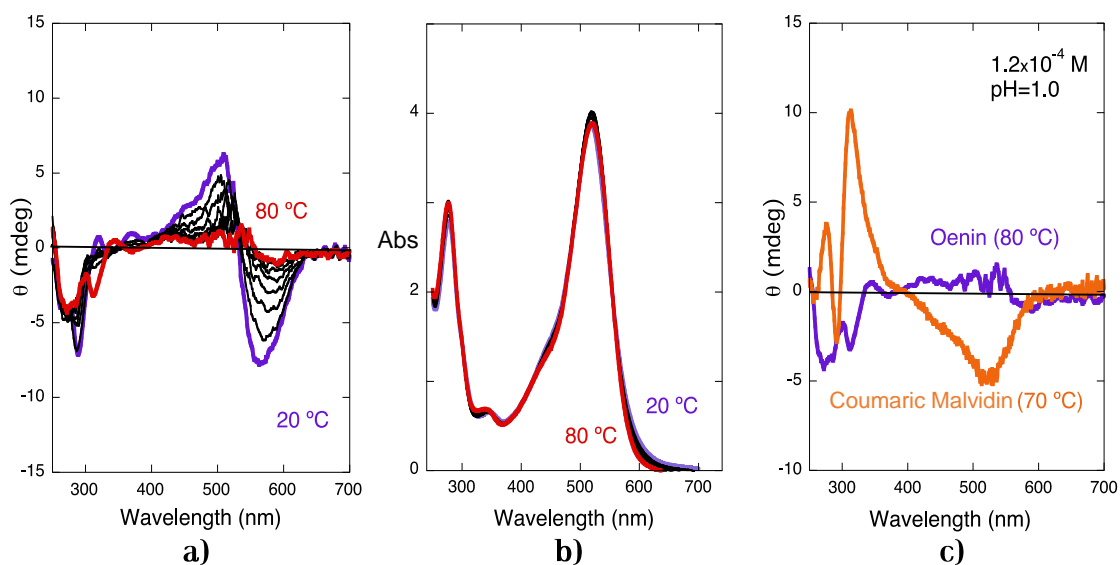 15
10
5
0
-5
-10
-15
θ (mdeg)
80 ºC
20 ºC
300 400 500 600 700
Wavelength (nm)
a)
4
Abs
2
0
20 ºC
80 ºC
300 400 500 600 700
Wavelength (nm)
b)
15
10
5
0
-5
-10
θ (mdeg)
1.2x10⁻⁴ M
pH=1.0
Oenin (80 ºC)
Coumaric Malvidin (70 ºC)
300 400 500 600 700
Wavelength (nm)
c)